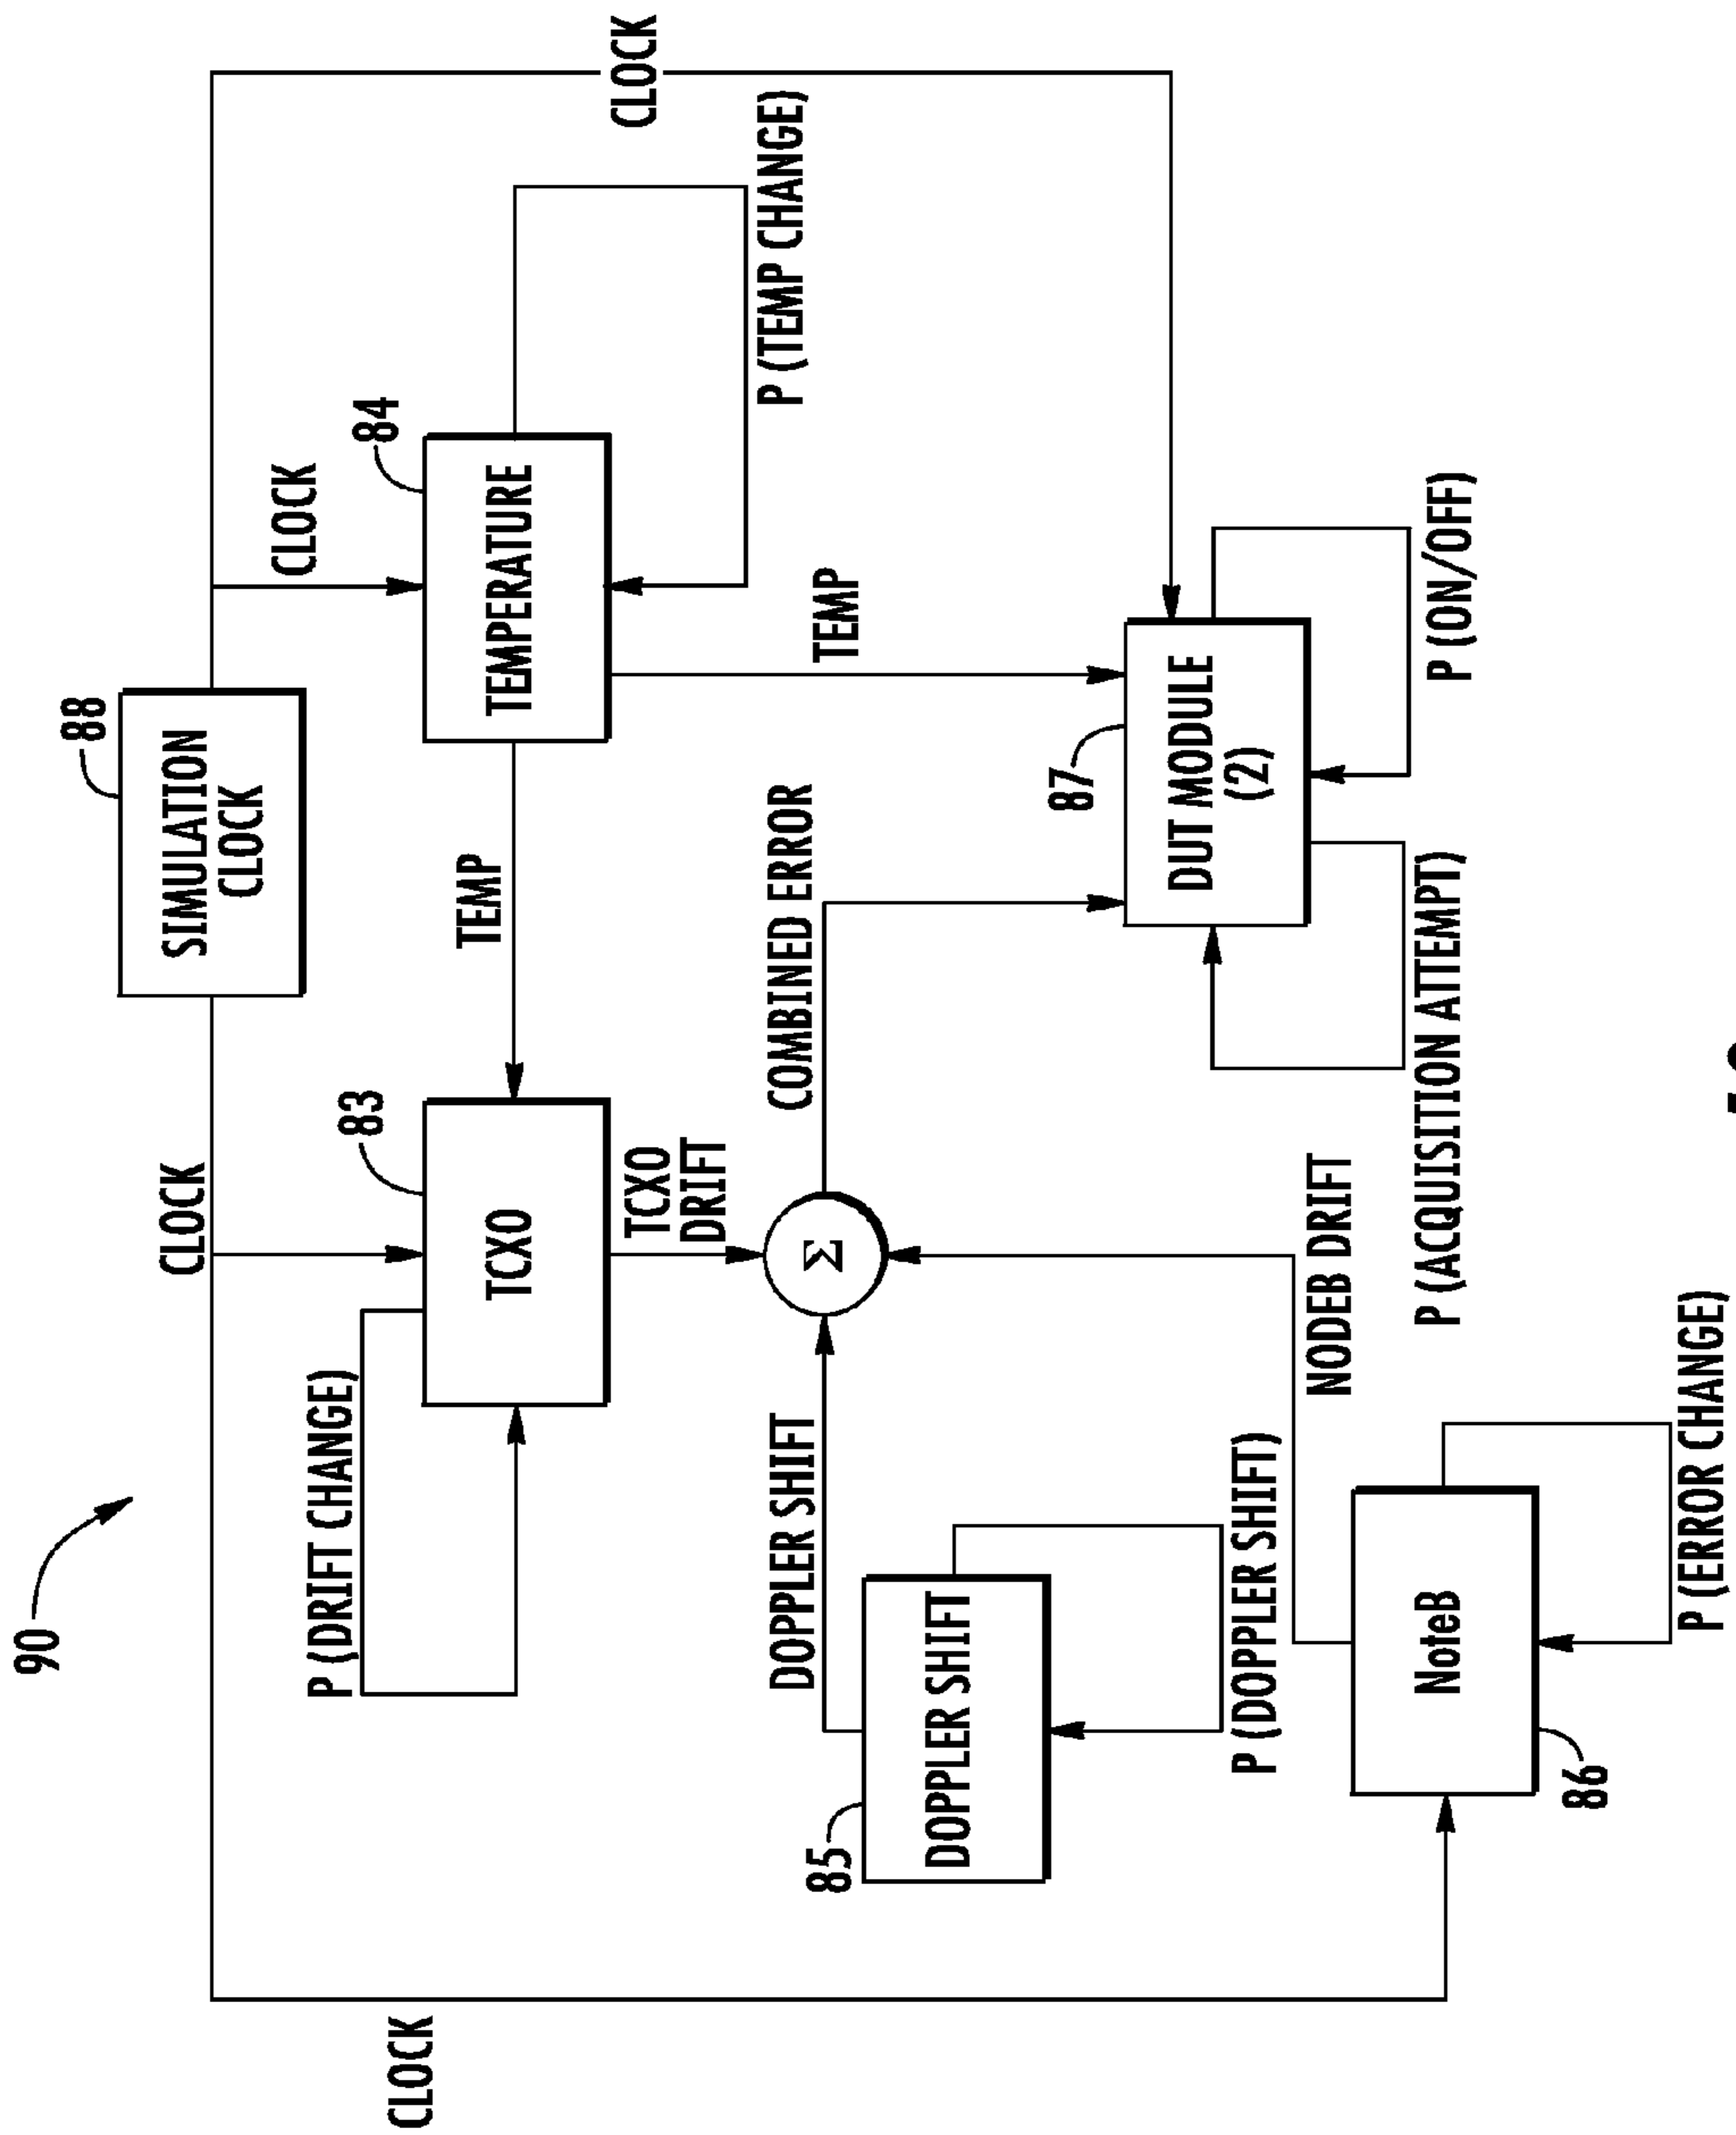 90
88
SIMULATION
CLOCK
CLOCK
CLOCK
CLOCK
CLOCK
83
TCXO
P (DRIFT CHANGE)
TEMP
84
TEMPERATURE
P (TEMP CHANGE)
TCXO
DRIFT
TEMP
DOPPLER SHIFT
Σ
COMBINED ERROR
85
DOPPLER SHIFT
P (DOPPLER SHIFT)
87
DUT MODULE
(2)
P (ON/OFF)
P (ACQUISITION ATTEMPT)
NODEB DRIFT
NoteB
86
P (ERROR CHANGE)